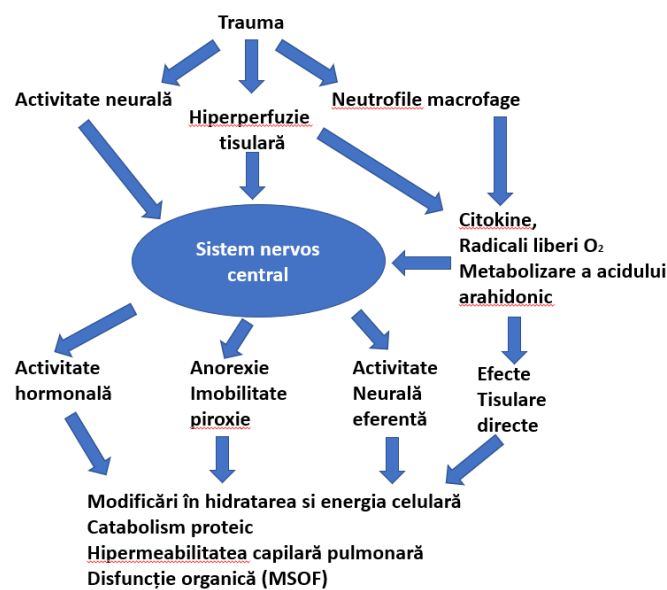 Trauma
Activitate neurală
Hiperperfuzie
tisulară
Neutrofile macrofage
Sistem nervos
central
Citokine,
Radicali liberi O₂
Metabolizare a acidului
arahidonic
Activitate
hormonală
Anorexie
Imobilitate
piroxie
Activitate
Neurală
eferentă
Efecte
Tisulare
directe
Modificări în hidratarea si energia celulară
Catabolism proteic
Hipermeabilitatea capilară pulmonară
Disfuncție organică (MSOF)